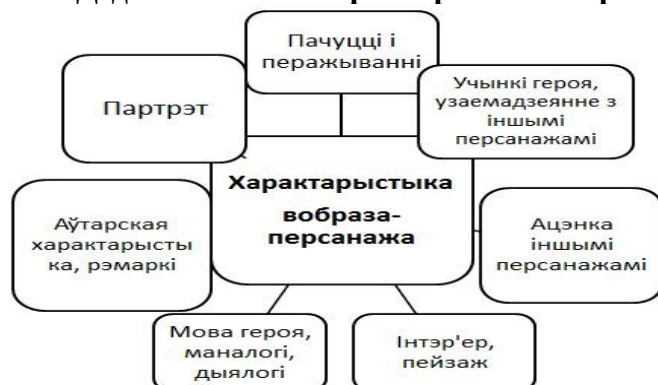 Пачуцці і
перажыванні
Партрэт
Учынкі героя,
узаемадзеянне з
іншымі
персанажамі
Характарыстыка
вобраза-
персанажа
Аўтарская
характарысты
ка, рэмаркі
Ацэнка
іншымі
персанажамі
Мова героя,
маналогі,
дыялогі
Інтэр'ер,
пейзаж